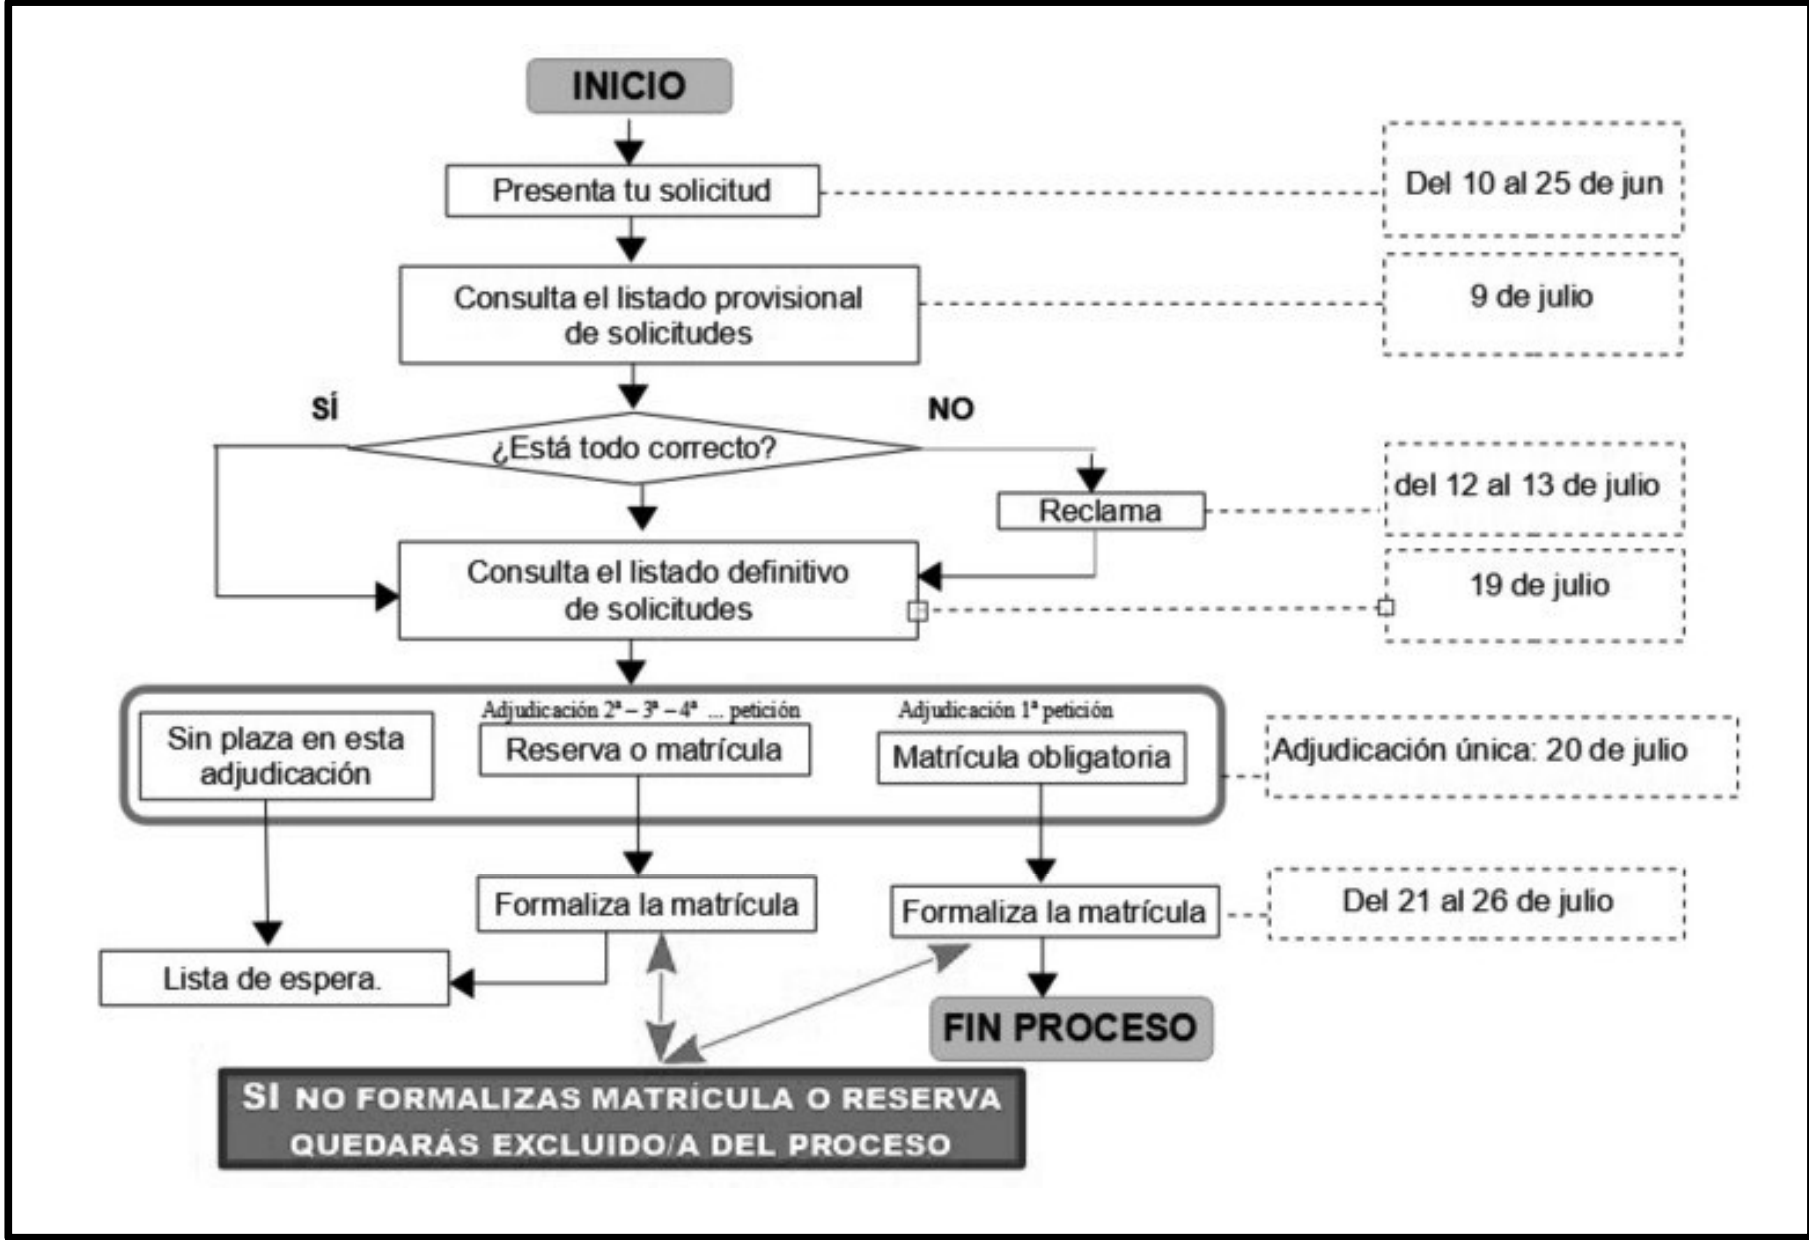 INICIO
Presenta tu solicitud
Del 10 al 25 de jun
Consulta el listado provisional
de solicitudes
9 de julio
SÍ
NO
¿Está todo correcto?
Reclama
del 12 al 13 de julio
Consulta el listado definitivo
de solicitudes
19 de julio
Sin plaza en esta
adjudicación
Adjudicación 2ª – 3ª – 4ª ... petición
Reserva o matrícula
Adjudicación 1ª petición
Matrícula obligatoria
Adjudicación única: 20 de julio
Formaliza la matrícula
Formaliza la matrícula
Del 21 al 26 de julio
Lista de espera.
FIN PROCESO
SI NO FORMALIZAS MATRÍCULA O RESERVA
QUEDARÁS EXCLUIDO/A DEL PROCESO